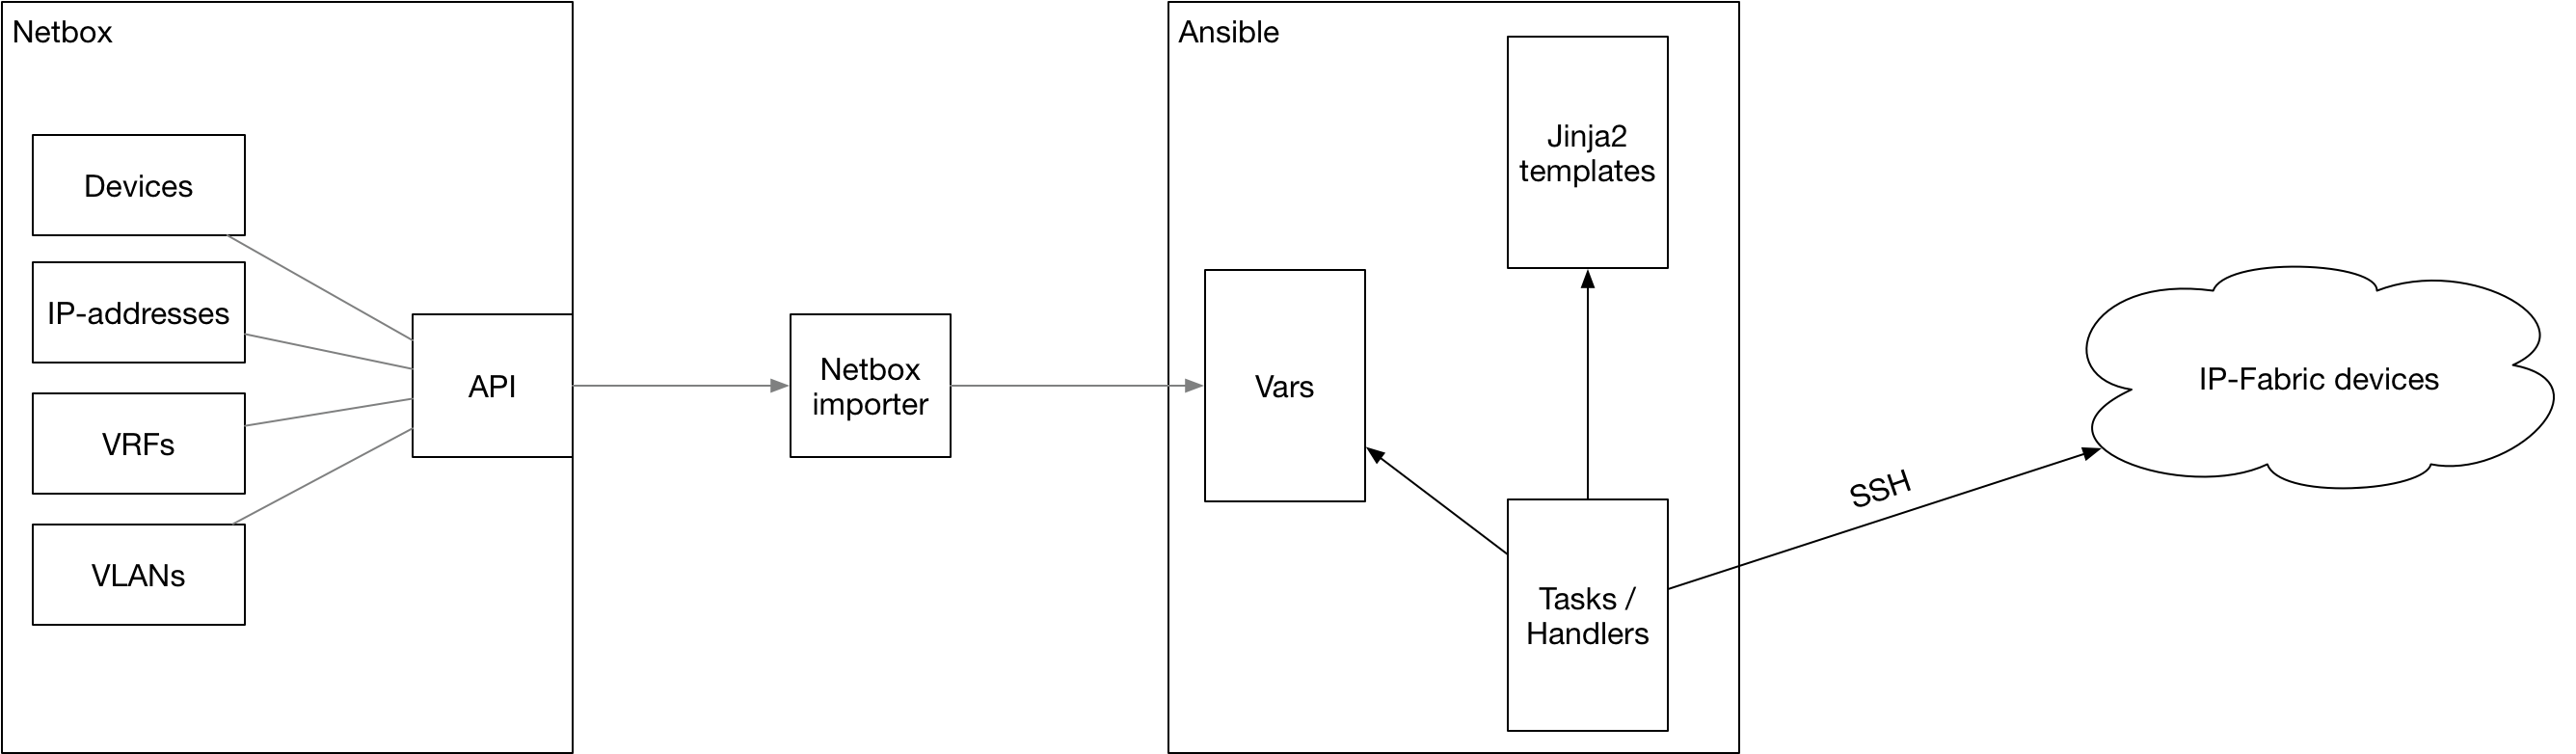 Netbox
Devices
IP-addresses
VRFs
VLANs
API
Netbox
importer
Ansible
Jinja2
templates
Vars
Tasks /
Handlers
SSH
IP-Fabric devices